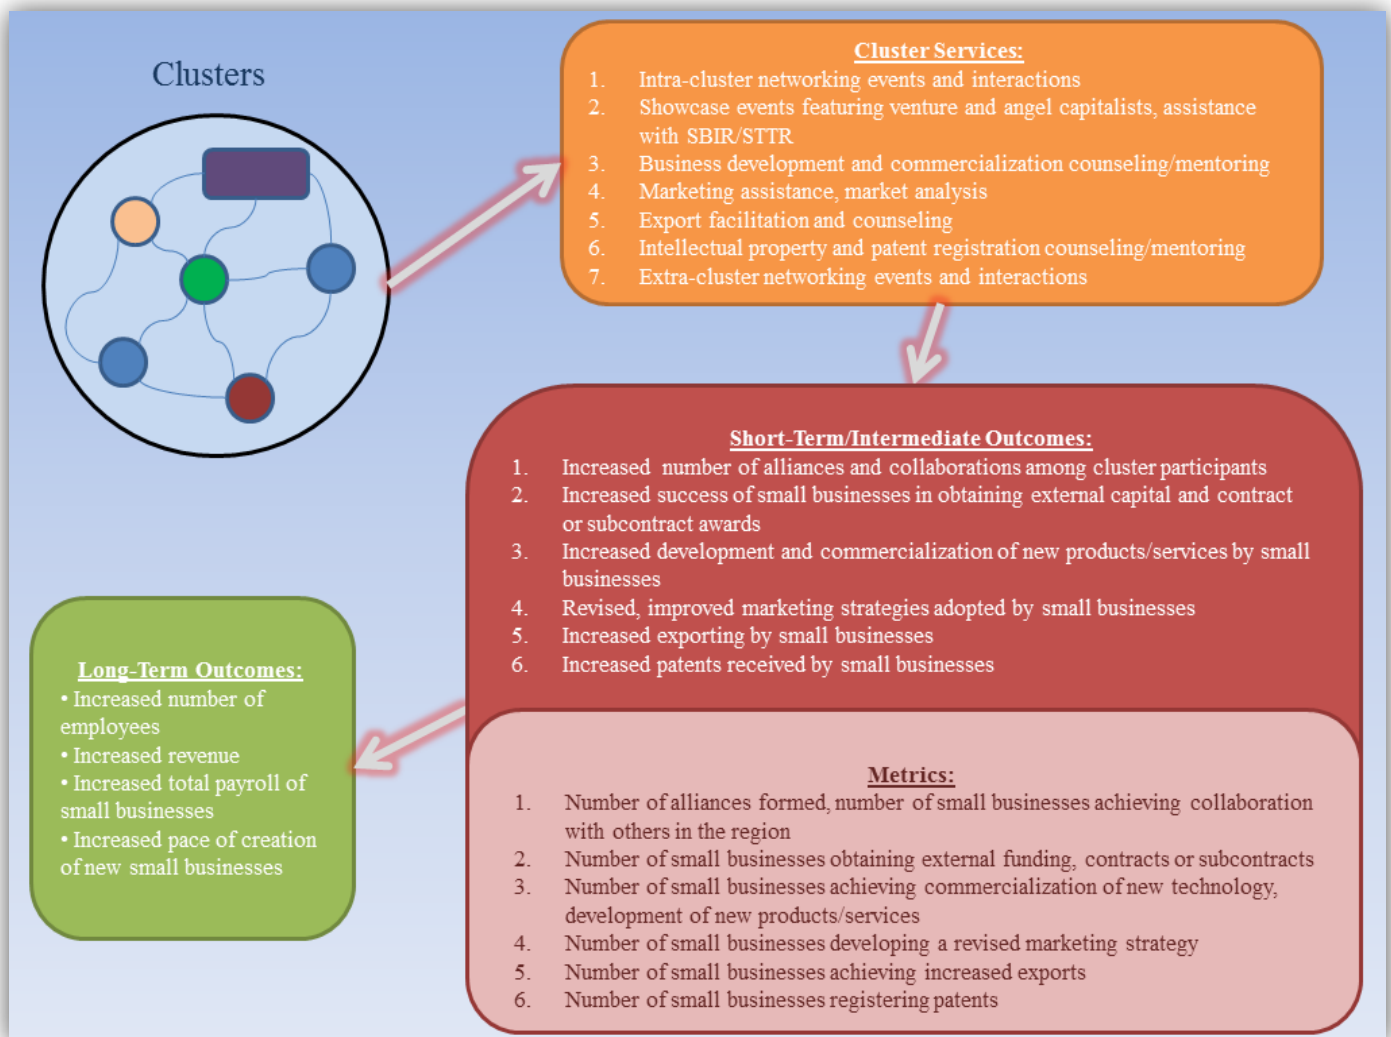 Clusters
Cluster Services:
1. Intra-cluster networking events and interactions
2. Showcase events featuring venture and angel capitalists, assistance
with SBIR/STTR
3. Business development and commercialization counseling/mentoring
4. Marketing assistance, market analysis
5. Export facilitation and counseling
6. Intellectual property and patent registration counseling/mentoring
7. Extra-cluster networking events and interactions
Short-Term/Intermediate Outcomes:
1. Increased number of alliances and collaborations among cluster participants
2. Increased success of small businesses in obtaining external capital and contract
or subcontract awards
3. Increased development and commercialization of new products/services by small
businesses
4. Revised, improved marketing strategies adopted by small businesses
5. Increased exporting by small businesses
6. Increased patents received by small businesses
Metrics:
1. Number of alliances formed, number of small businesses achieving collaboration
with others in the region
2. Number of small businesses obtaining external funding, contracts or subcontracts
3. Number of small businesses achieving commercialization of new technology,
development of new products/services
4. Number of small businesses developing a revised marketing strategy
5. Number of small businesses achieving increased exports
6. Number of small businesses registering patents
Long-Term Outcomes:
• Increased number of
employees
• Increased revenue
• Increased total payroll of
small businesses
• Increased pace of creation
of new small businesses